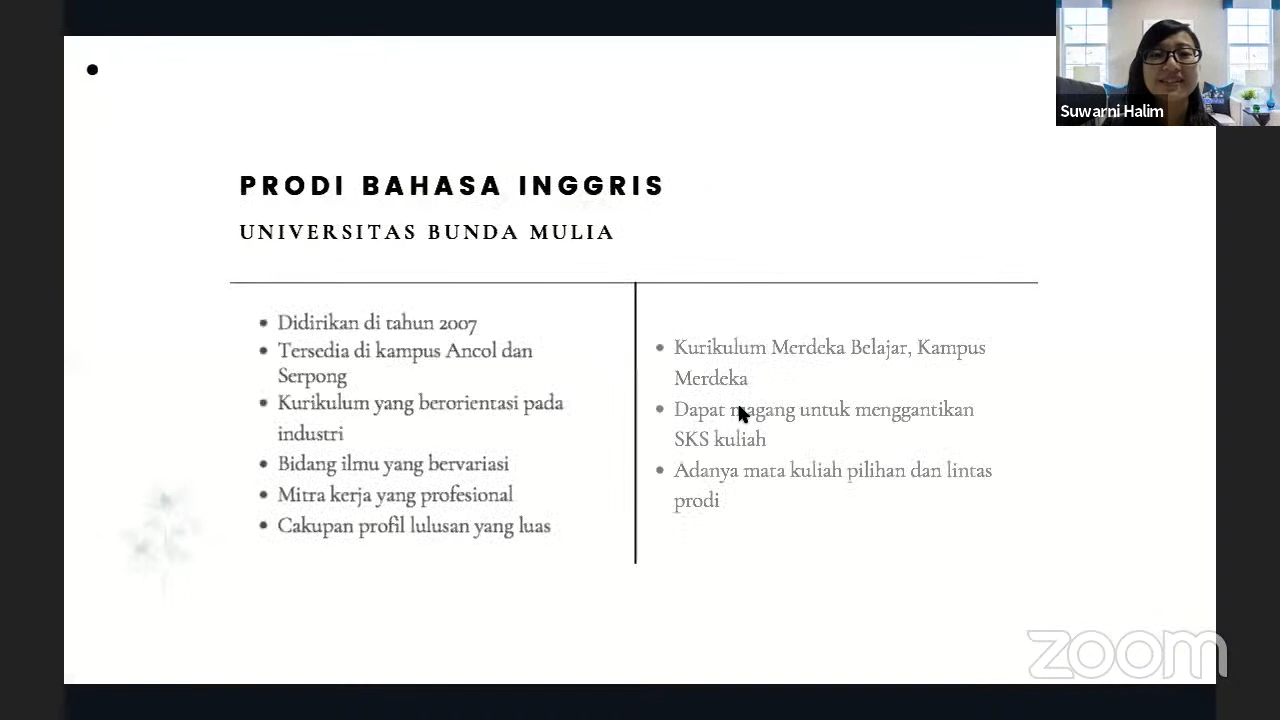 Suwarni Halim
PRODI BAHASA INGGRIS
UNIVERSITAS BUNDA MULIA
Didirikan di tahun 2007
Tersedia di kampus Ancol dan
Serpong
Kurikulum yang berorientasi pada
industri
Bidang ilmu yang bervariasi
Mitra kerja yang profesional
Cakupan profil lulusan yang luas
Kurikulum Merdeka Belajar, Kampus
Merdeka
Dapat magang untuk menggantikan
SKS kuliah
Adanya mata kuliah pilihan dan lintas
prodi
zoom